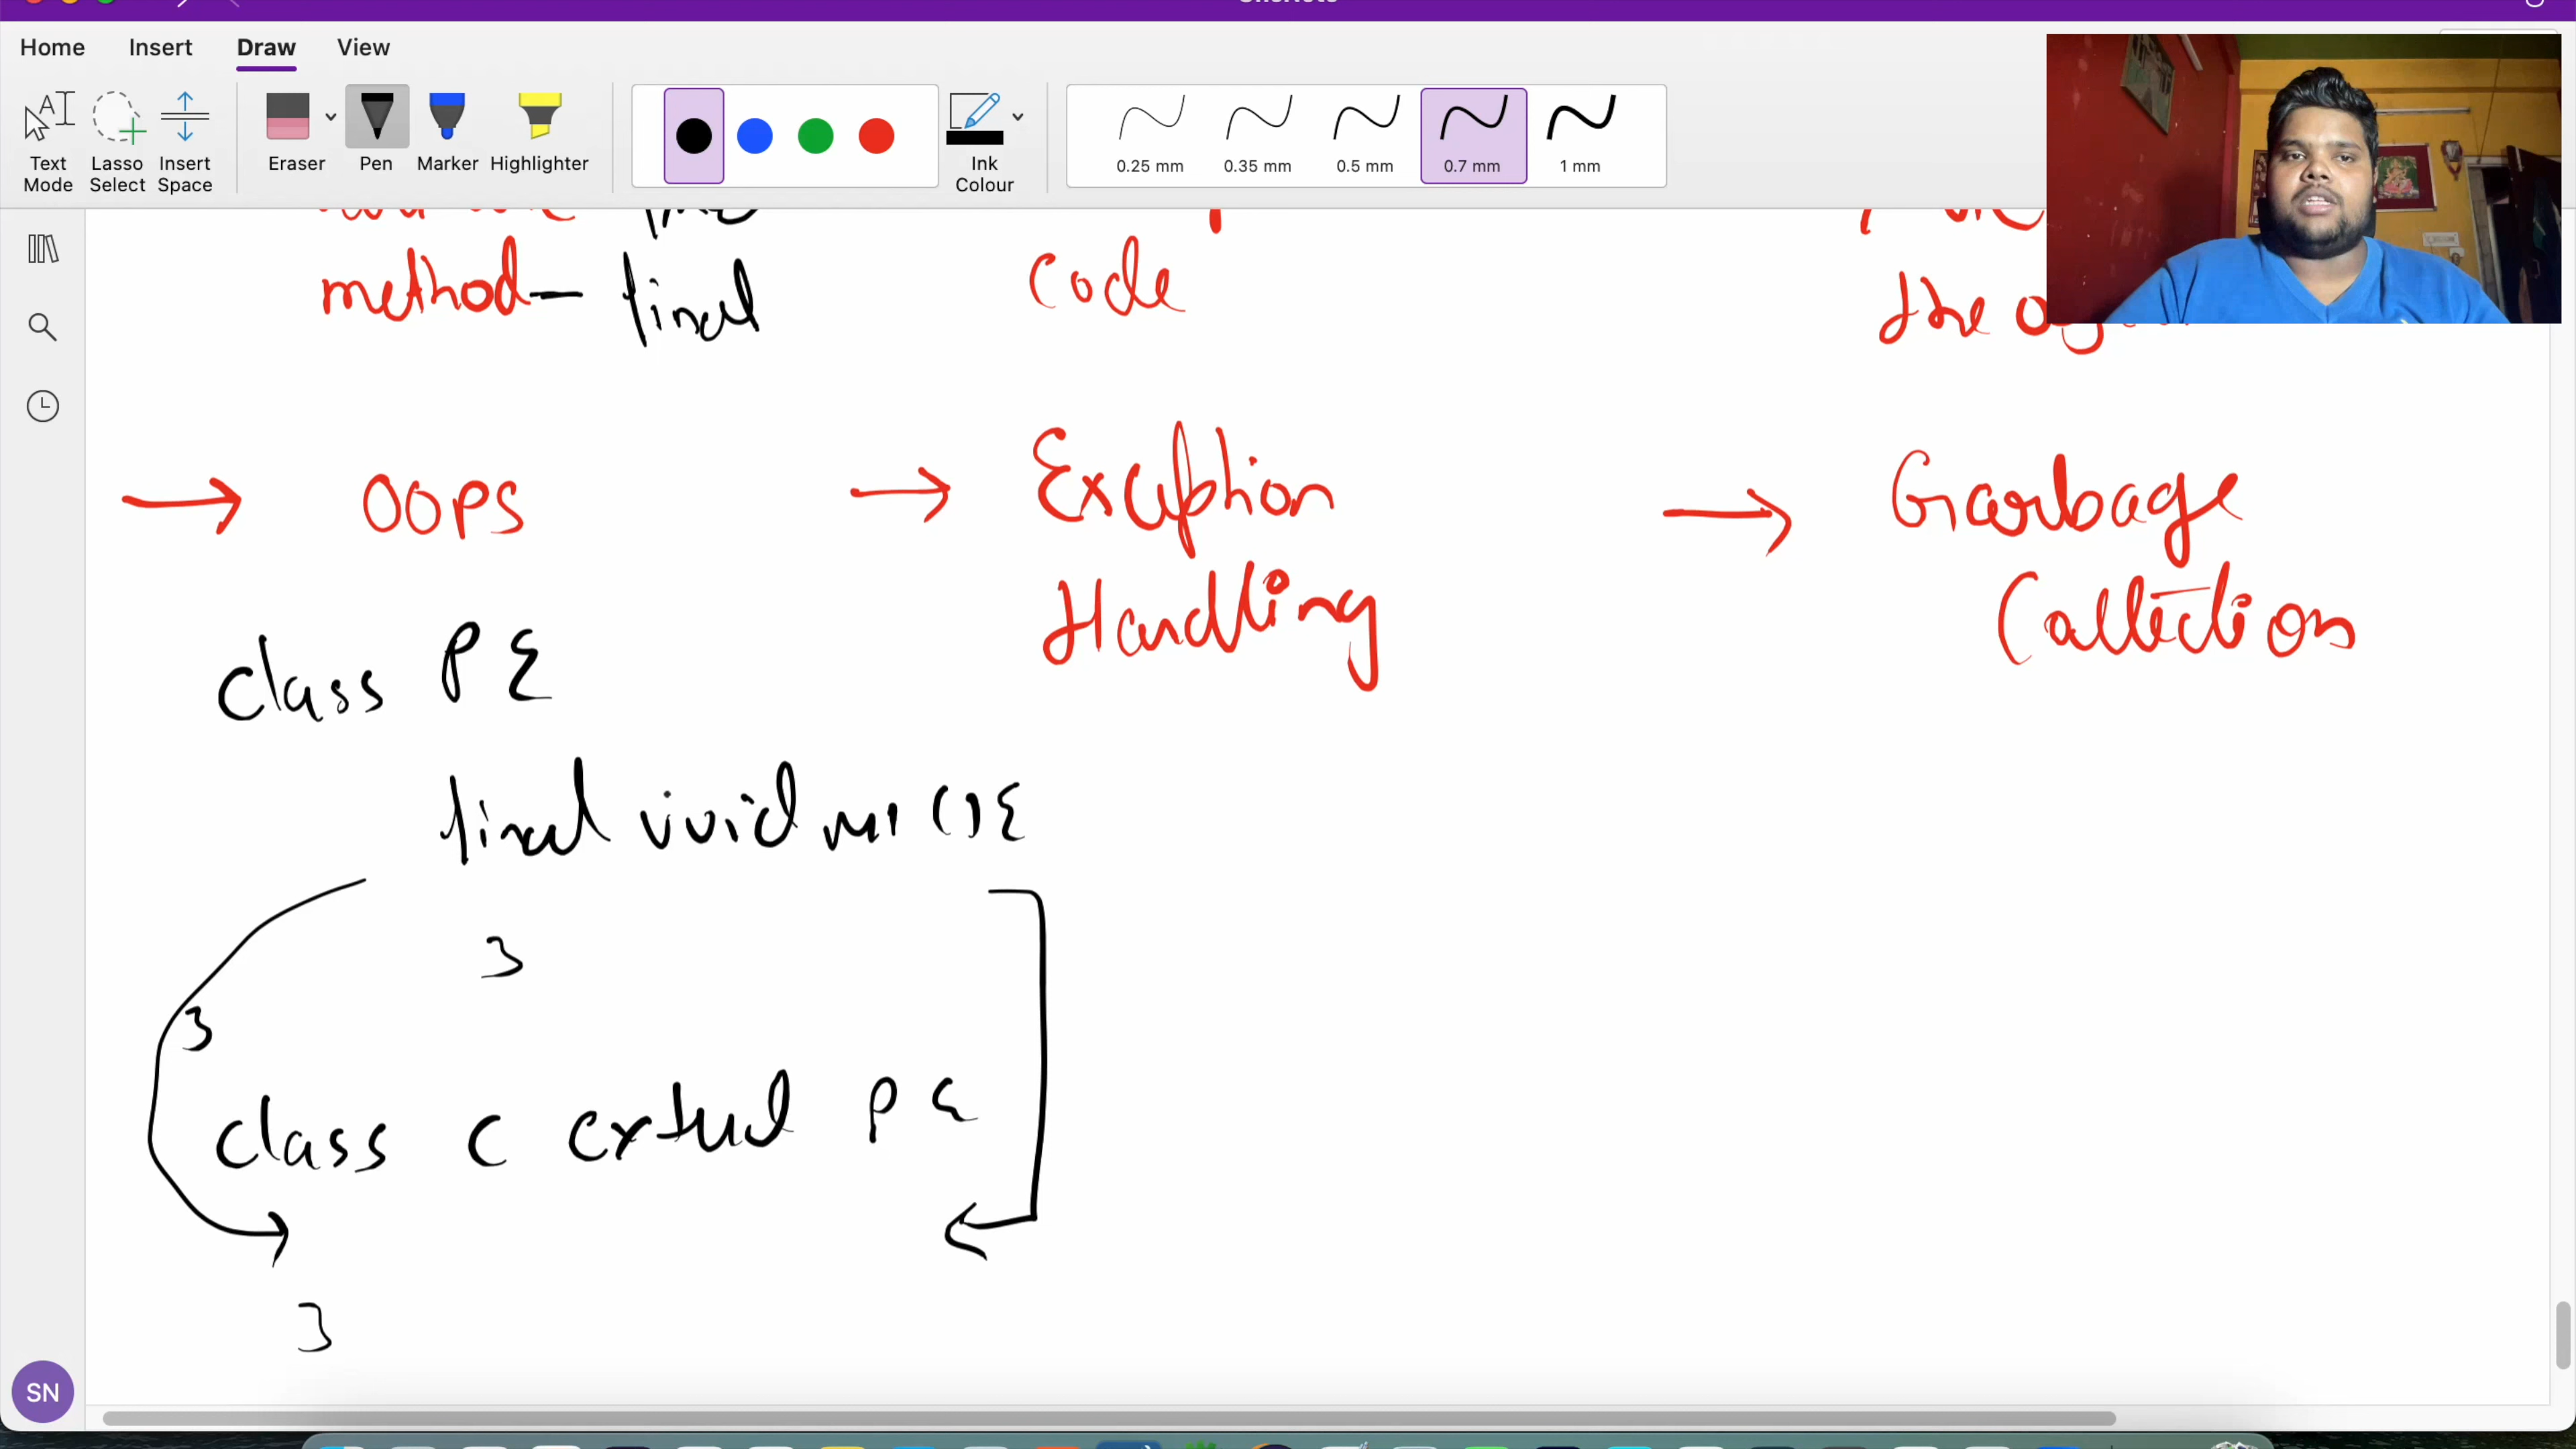 Home Insert Draw View
Text Mode
Lasso Select
Insert Space
Eraser
Pen
Marker
Highlighter
Ink Colour
0.25 mm
0.35 mm
0.5 mm
0.7 mm
1 mm
method — final
code
the
→ OOPS
→ Exception
Handling
→ Garbage
Collection
class P {
final void m1 () {
}
}
class C extend P {
}
SN